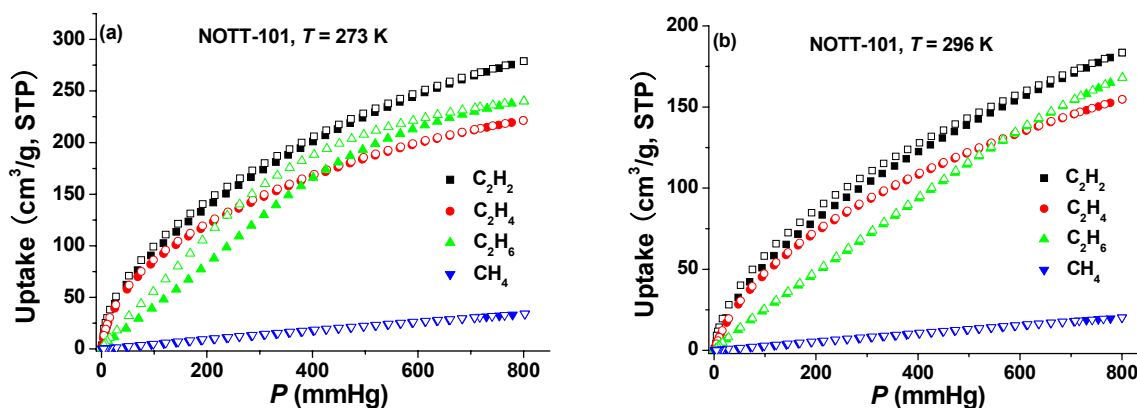 (a)
NOTT-101, T = 273 K
Uptake (cm³/g, STP)
300
250
200
150
100
50
0
C₂H₂
C₂H₄
C₂H₆
CH₄
0 200 400 600 800
P (mmHg)
(b)
NOTT-101, T = 296 K
Uptake (cm³/g, STP)
200
150
100
50
0
C₂H₂
C₂H₄
C₂H₆
CH₄
0 200 400 600 800
P (mmHg)